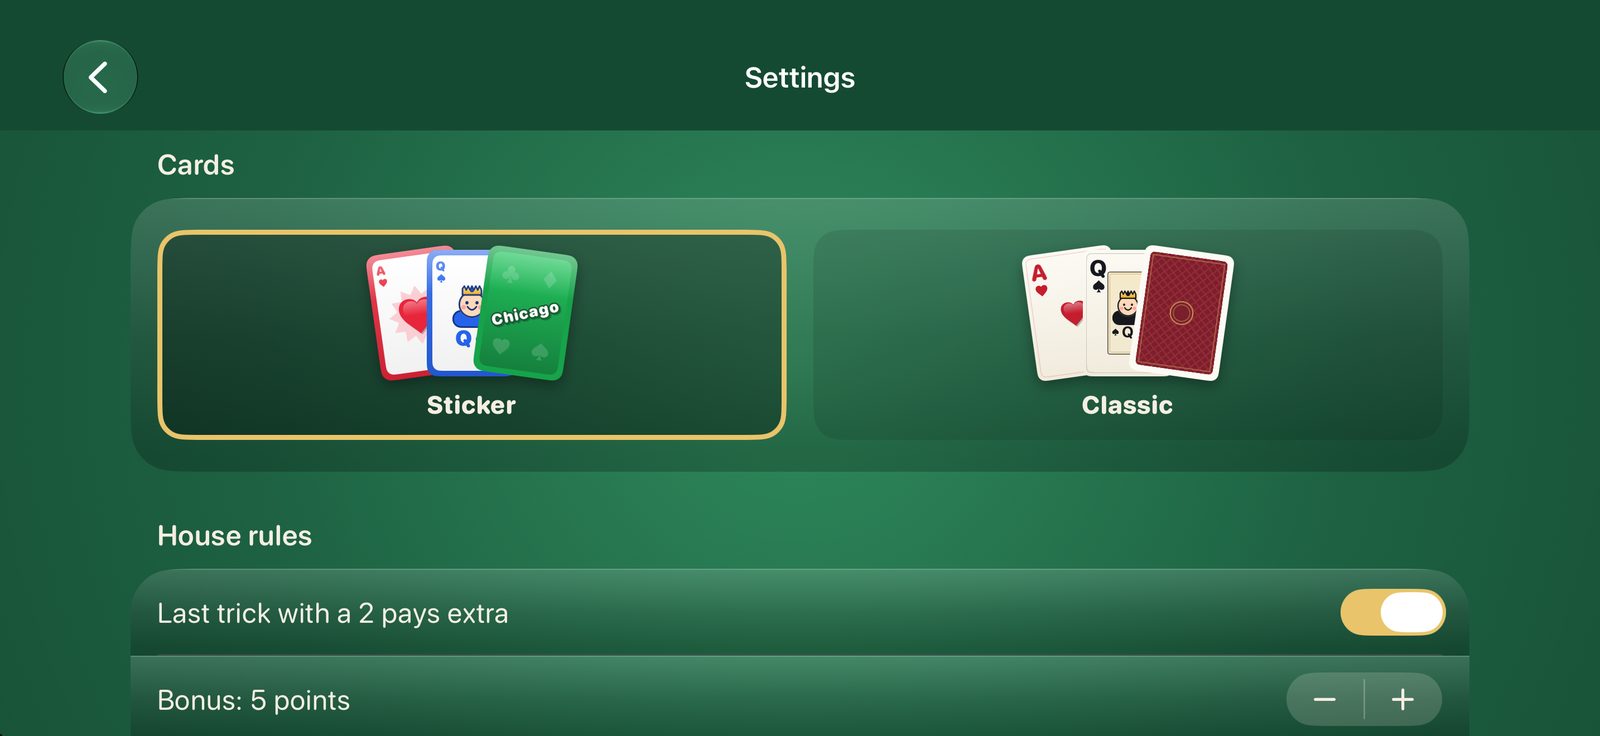 Settings
Cards
A
Q
Q
Chicago
Sticker
A
Q
Q
Classic
House rules
Last trick with a 2 pays extra
Bonus: 5 points